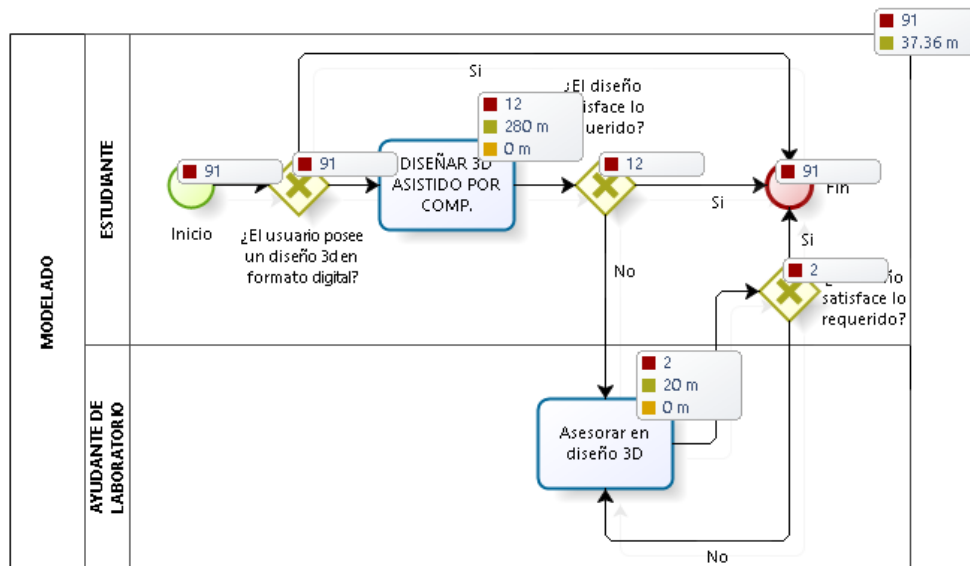 91
37.36 m
MODELADO
ESTUDIANTE
Si
¿El diseño
lo
12
280 m
0 m
91
91
DISEÑAR 3D
ASISTIDO POR
COMP.
12
91
Fin
Si
Inicio
¿El usuario posee
un diseño 3d en
formato digital?
No
Si
2
satisface lo
requerido?
AYUDANTE DE
LABORATORIO
2
20 m
0 m
Asesorar en
diseño 3D
No